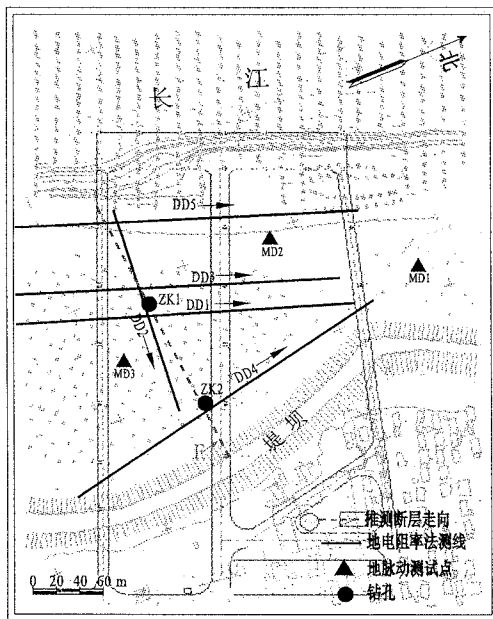 北
长 江
DD5
MD2
MD1
DD3
ZK1
DD1
DD2
MD3
DD4
ZK2
F
堤 坝
推测断层走向
地电阻率法测线
地脉动测试点
钻孔
0 20 40 60 m